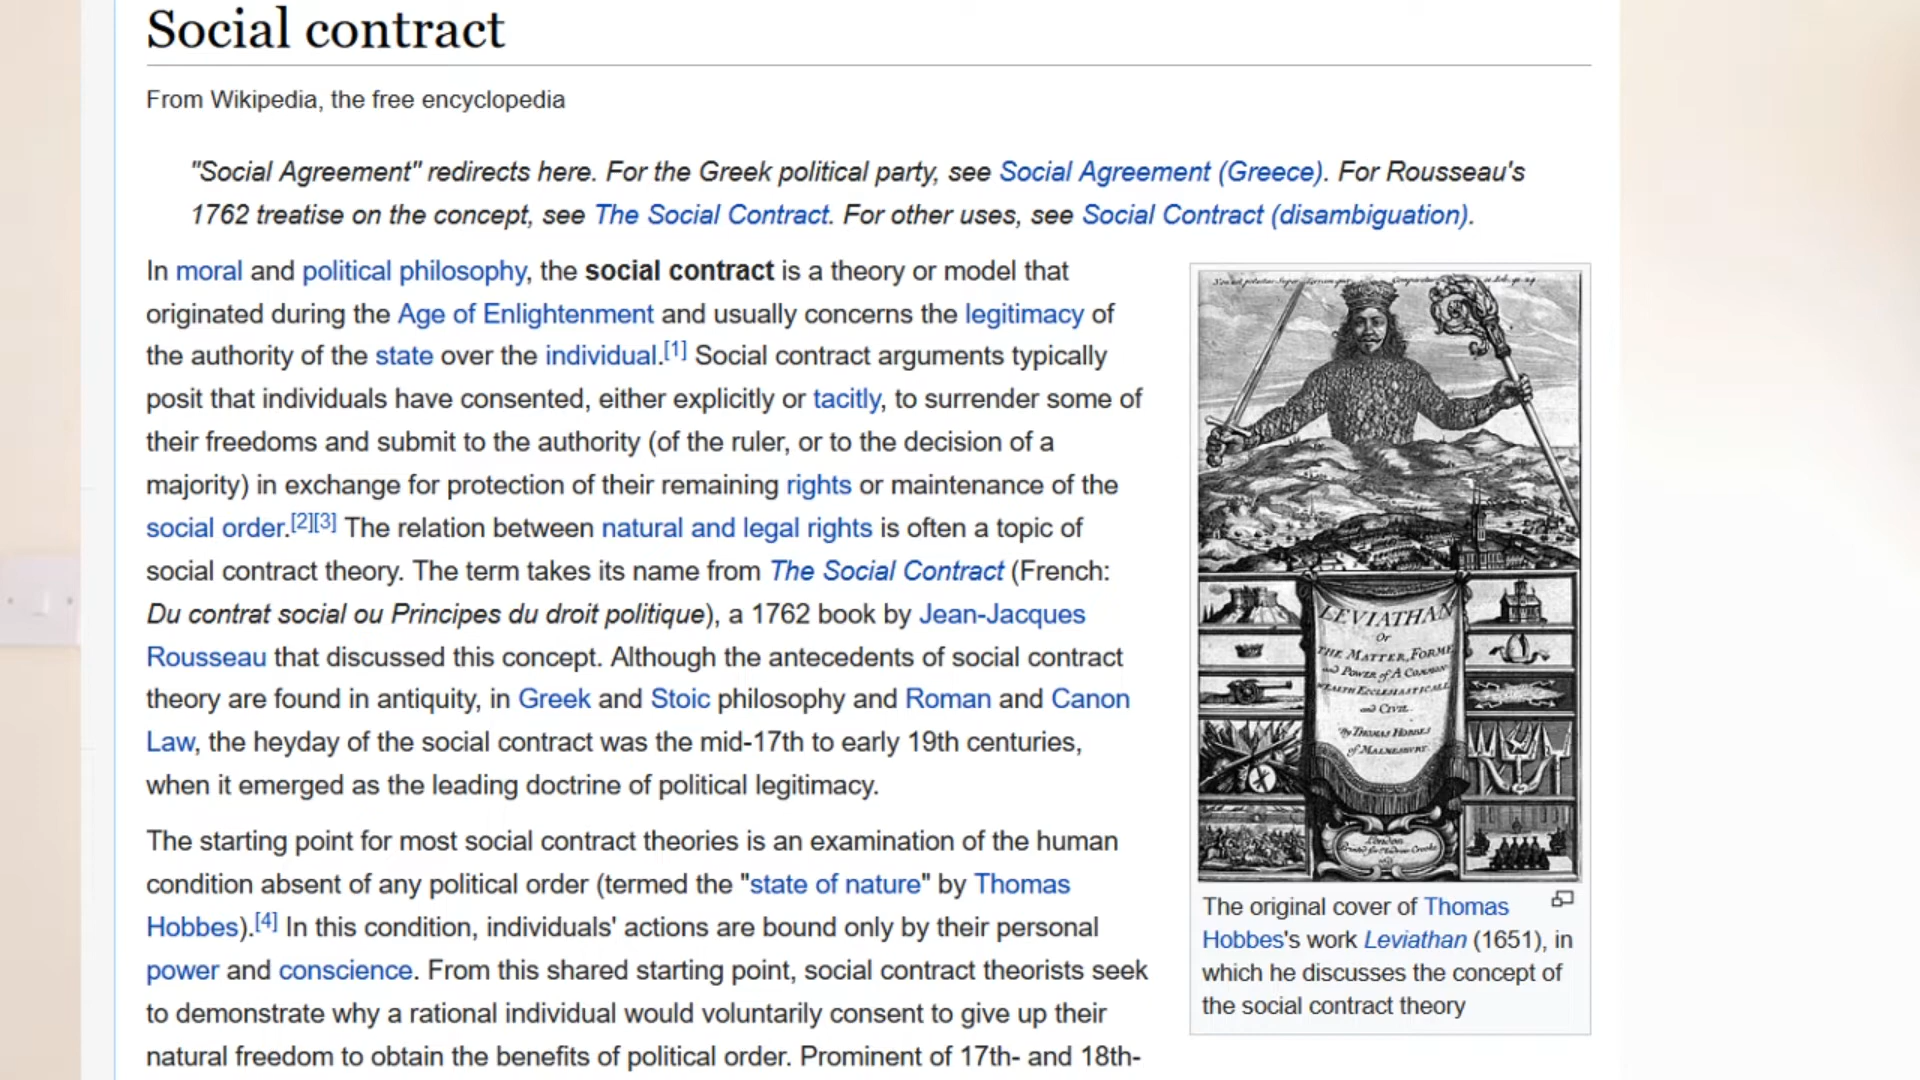 Social contract
From Wikipedia, the free encyclopedia
"Social Agreement" redirects here. For the Greek political party, see Social Agreement (Greece). For Rousseau's
1762 treatise on the concept, see The Social Contract. For other uses, see Social Contract (disambiguation).
In moral and political philosophy, the social contract is a theory or model that
originated during the Age of Enlightenment and usually concerns the legitimacy of
the authority of the state over the individual.[1] Social contract arguments typically
posit that individuals have consented, either explicitly or tacitly, to surrender some of
their freedoms and submit to the authority (of the ruler, or to the decision of a
majority) in exchange for protection of their remaining rights or maintenance of the
social order.[2][3] The relation between natural and legal rights is often a topic of
social contract theory. The term takes its name from The Social Contract (French:
Du contrat social ou Principes du droit politique), a 1762 book by Jean-Jacques
Rousseau that discussed this concept. Although the antecedents of social contract
theory are found in antiquity, in Greek and Stoic philosophy and Roman and Canon
Law, the heyday of the social contract was the mid-17th to early 19th centuries,
when it emerged as the leading doctrine of political legitimacy.
The starting point for most social contract theories is an examination of the human
condition absent of any political order (termed the "state of nature" by Thomas
Hobbes).[4] In this condition, individuals' actions are bound only by their personal
power and conscience. From this shared starting point, social contract theorists seek
to demonstrate why a rational individual would voluntarily consent to give up their
natural freedom to obtain the benefits of political order. Prominent of 17th- and 18th-
LEVIATHAN
Or
THE MATTER, FORME
and POWER of A COMMON-
WEALTH ECCLESIASTICALL
and CIVIL.
By THOMAS HOBBES
of MALMESBURY.
London
The original cover of Thomas
Hobbes's work Leviathan (1651), in
which he discusses the concept of
the social contract theory